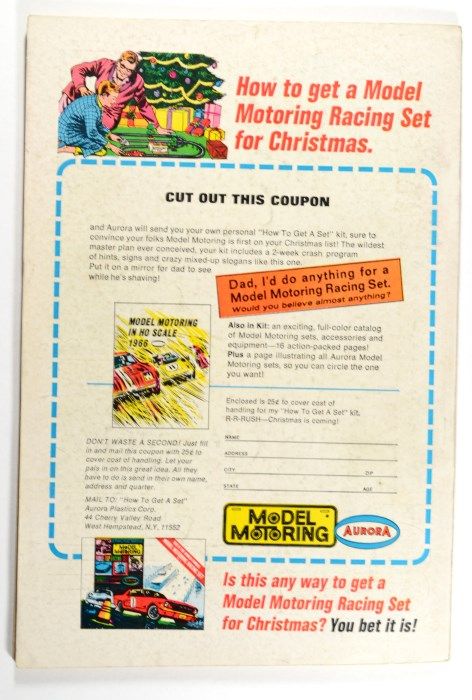 How to get a Model
Motoring Racing Set
for Christmas.
CUT OUT THIS COUPON
and Aurora will send you your own personal "How To Get A Set" kit, sure to
convince your folks Model Motoring is first on your Christmas list! The wildest
master plan ever conceived, your kit includes a 2-week crash program
of hints, signs and crazy mixed-up slogans like this one.
Put it on a mirror for dad to see
while he's shaving!
Dad, I'd do anything for a
Model Motoring Racing Set.
Would you believe almost anything?
MODEL MOTORING
IN HO SCALE
1966
Also in Kit: an exciting, full-color catalog
of Model Motoring sets, accessories and
equipment—16 action-packed pages!
Plus a page illustrating all Aurora Model
Motoring sets, so you can circle the one
you want!
Enclosed is 25¢ to cover cost of
handling for my "How To Get A Set" kit.
R-R-RUSH—Christmas is coming!
DON'T WASTE A SECOND! Just fill
in and mail this coupon with 25¢ to
cover cost of handling. Let your
pals in on this great idea. All they
have to do is send in their own name,
address and quarter.
MAIL TO: "How To Get A Set"
Aurora Plastics Corp.
44 Cherry Valley Road
West Hempstead, N.Y. 11552
NAME
ADDRESS
CITY ZIP
STATE AGE
MODEL
MOTORING
AURORA
Is this any way to get a
Model Motoring Racing Set
for Christmas? You bet it is!